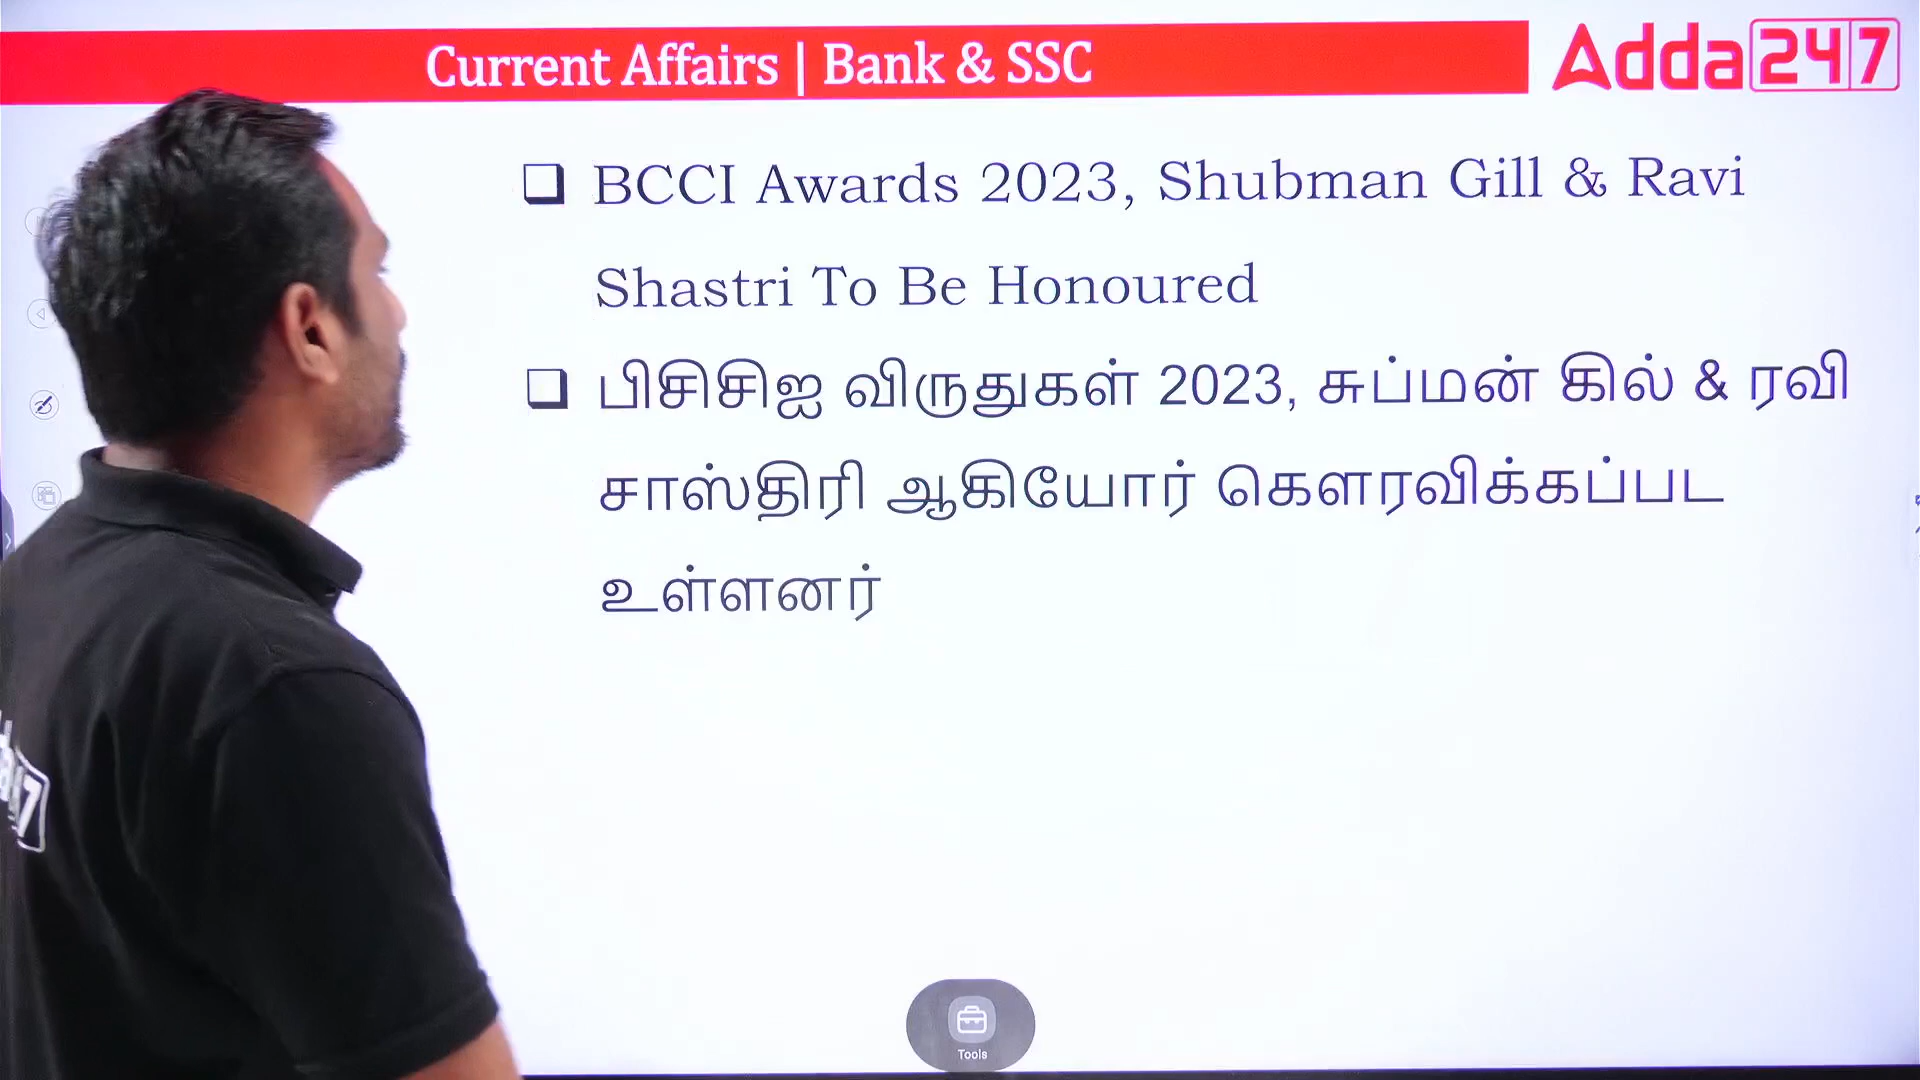 Current Affairs | Bank & SSC
Adda247
BCCI Awards 2023, Shubman Gill & Ravi
Shastri To Be Honoured
பிசிசிஐ விருதுகள் 2023, சுப்மன் கில் & ரவி
சாஸ்திரி ஆகியோர் கௌரவிக்கப்பட
உள்ளனர்
Tools